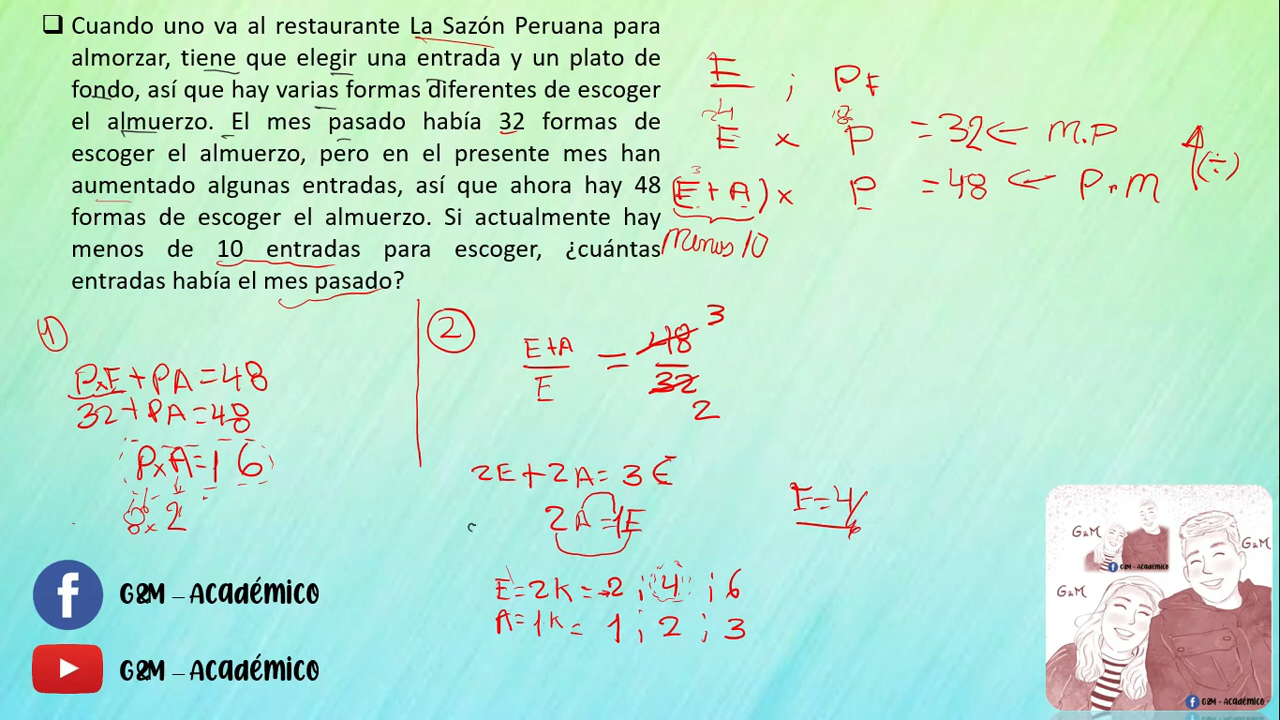 Cuando uno va al restaurante La Sazón Peruana para
almorzar, tiene que elegir una entrada y un plato de
fondo, así que hay varias formas diferentes de escoger
el almuerzo. El mes pasado había 32 formas de
escoger el almuerzo, pero en el presente mes han
aumentado algunas entradas, así que ahora hay 48
formas de escoger el almuerzo. Si actualmente hay
menos de 10 entradas para escoger, ¿cuántas
entradas había el mes pasado?
E ; PF
E x P = 32 ← M.P
(E + A) x P = 48 ← P.M
(÷)
Menos 10
1
PxE + PA = 48
32 + PA = 48
PxA = 16
8 x 2
2
E+A / E = 48 / 32
3
2
2E + 2A = 3E
2A = 1E
E = 2K = 2 ; 4 ; 6
A = 1K = 1 ; 2 ; 3
E = 4
G&M – Académico
G&M – Académico
G&M
G&M
G&M - Académico
G&M
G&M - Académico